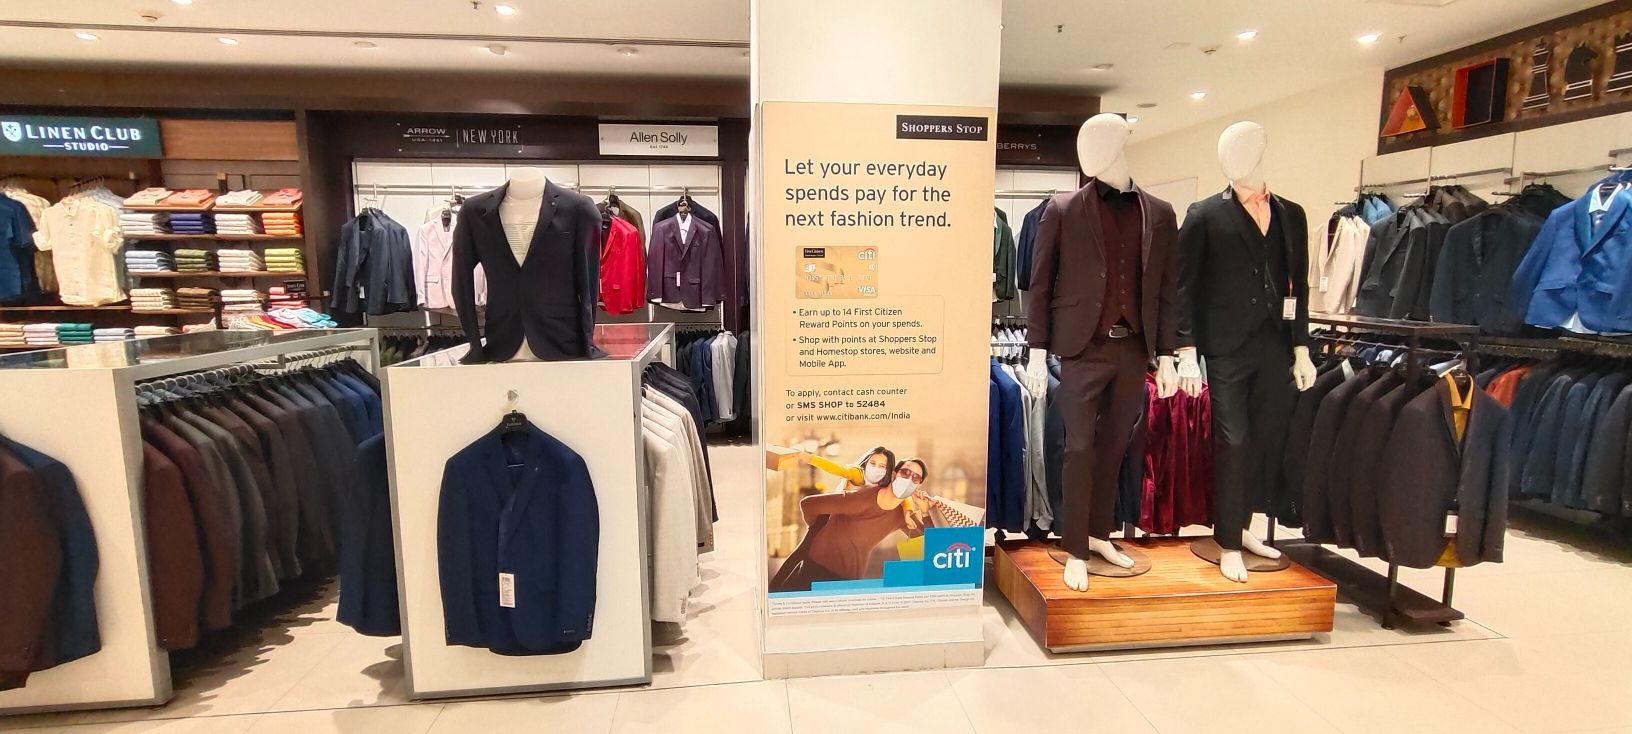 LINEN CLUB
STUDIO
ARROW
USA·1851
NEW YORK
Allen Solly
Est. 1744
SHOPPERS STOP
BERRYS
Let your everyday
spends pay for the
next fashion trend.
citi
VISA
• Earn up to 14 First Citizen
Reward Points on your spends.
• Shop with points at Shoppers Stop
and Homestop stores, website and
Mobile App.
To apply, contact cash counter
or SMS SHOP to 52484
or visit www.citibank.com/india
citi